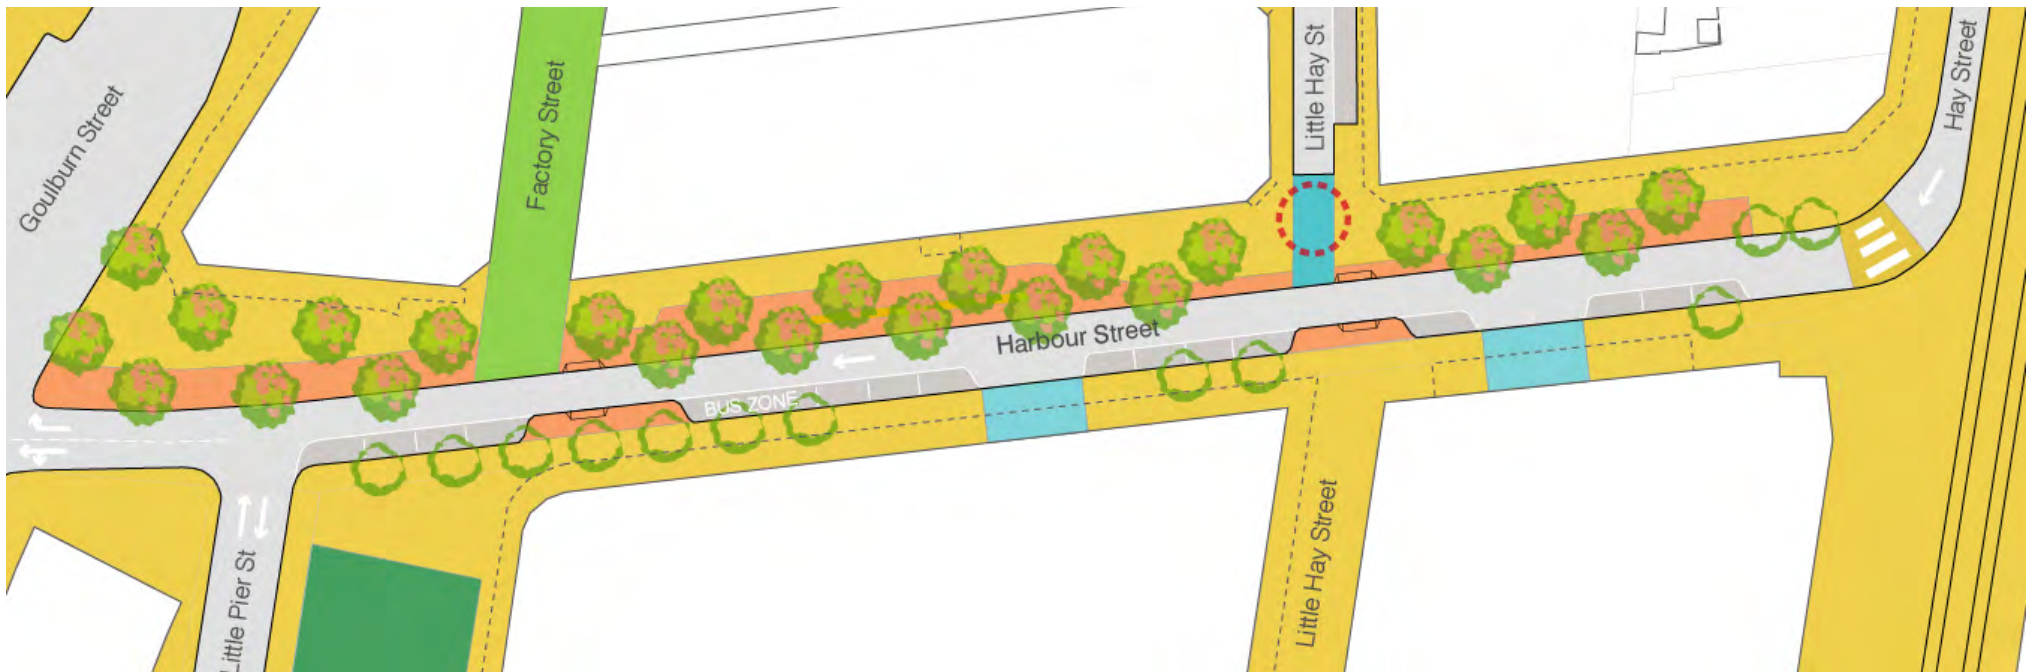 Goulburn Street
Factory Street
Little Hay St
Hay Street
Harbour Street
BUS ZONE
Little Pier St
Little Hay Street